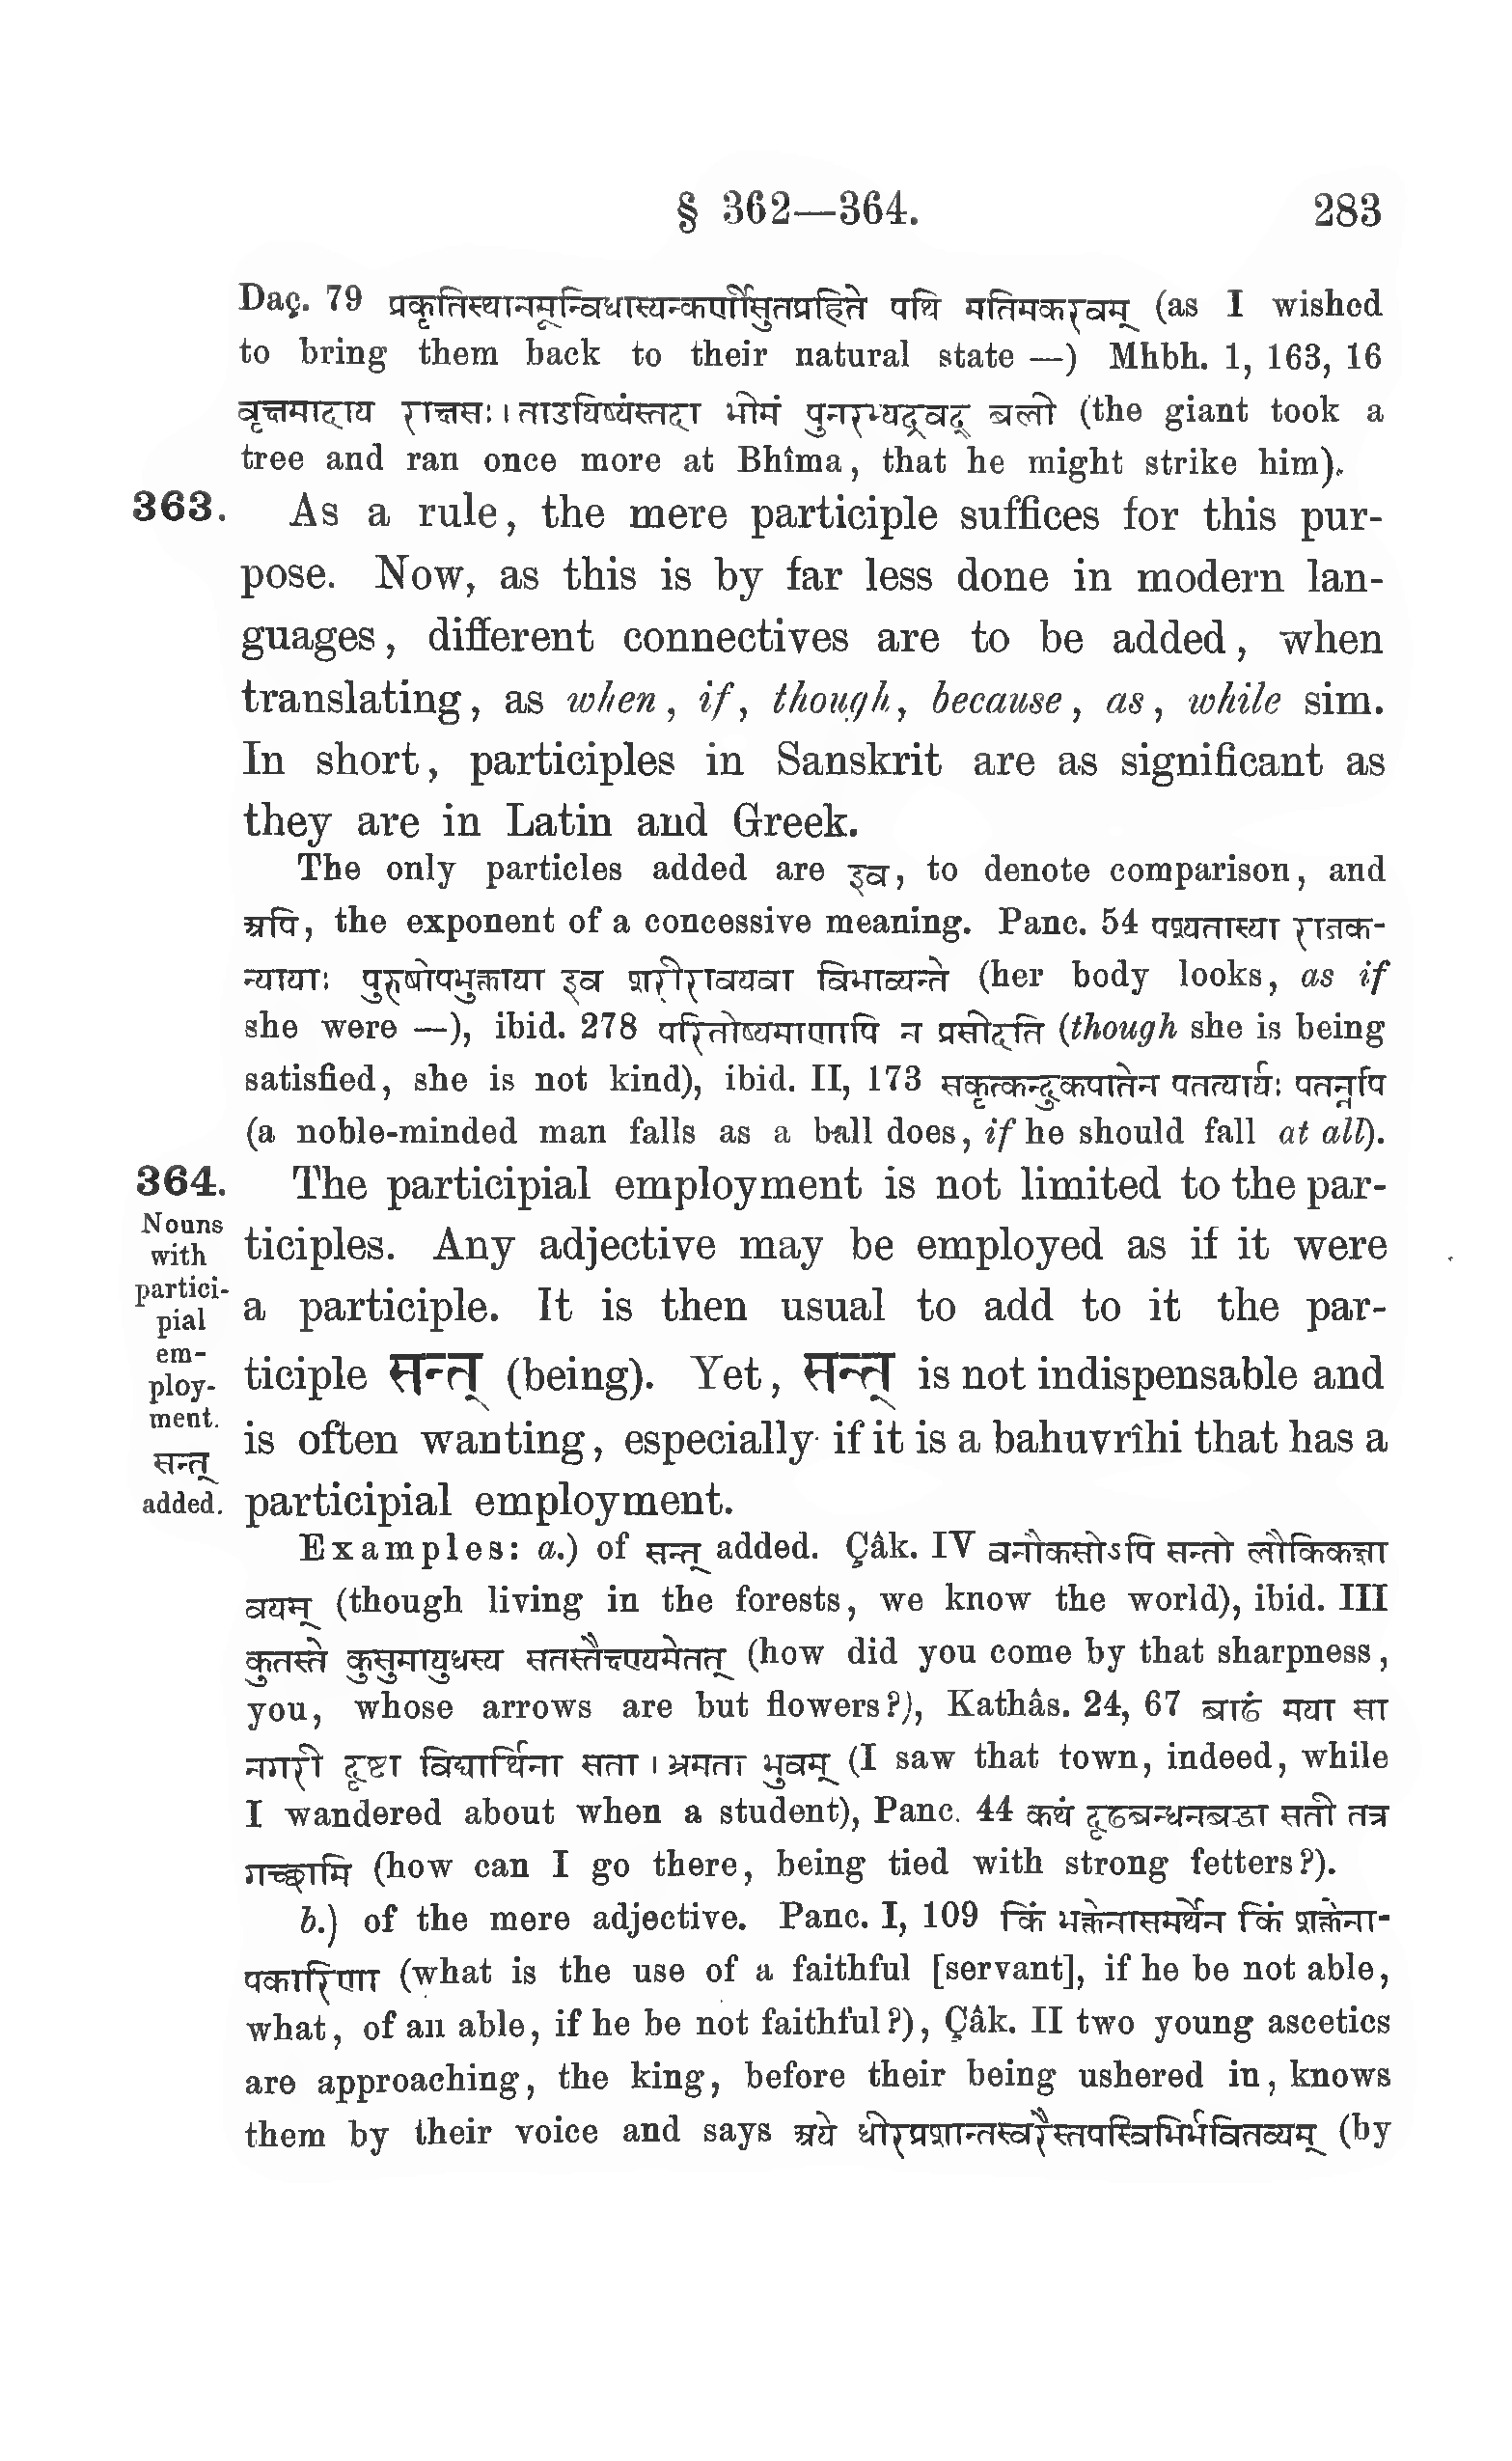 § 362—364. 283
Daç. 79 प्रकृतिस्थानमून्विधास्यन्कर्णीसुतप्रहिते पथि मतिमकरवम् (as I wished
to bring them back to their natural state —) Mhbh. 1, 163, 16
वृक्षमादाय राक्षसः । ताडयिष्यंस्तदा भीमं पुनरभ्यद्रवद् बली (the giant took a
tree and ran once more at Bhîma, that he might strike him).
363. As a rule, the mere participle suffices for this pur-
pose. Now, as this is by far less done in modern lan-
guages, different connectives are to be added, when
translating, as when, if, though, because, as, while sim.
In short, participles in Sanskrit are as significant as
they are in Latin and Greek.
The only particles added are इव, to denote comparison, and
अपि, the exponent of a concessive meaning. Panc. 54 पश्यतास्या राजक-
न्यायाः पुरुषोपभुक्ताया इव शरीरावयवा विभाव्यन्ते (her body looks, as if
she were —), ibid. 278 परितोष्यमाणापि न प्रसीदति (though she is being
satisfied, she is not kind), ibid. II, 173 सकृत्कन्दुकपातेन पतत्यार्यः पतन्नपि
(a noble-minded man falls as a ball does, if he should fall at all).
364. The participial employment is not limited to the par-
ticiples. Any adjective may be employed as if it were
a participle. It is then usual to add to it the par-
ticiple सन्त् (being). Yet, सन्त् is not indispensable and
is often wanting, especially if it is a bahuvrîhi that has a
participial employment.
Nouns
with
partici-
pial
em-
ploy-
ment.
सन्त्
added.
Examples: a.) of सन्त् added. Çâk. IV वनौकसोऽपि सन्तो लौकिकज्ञा
वयम् (though living in the forests, we know the world), ibid. III
कुतस्ते कुसुमायुधस्य सतस्तैक्ष्ण्यमेतत् (how did you come by that sharpness,
you, whose arrows are but flowers?), Kathâs. 24, 67 बाढं मया सा
नगरी दृष्टा विद्यार्थिना सता । भ्रमता भुवम् (I saw that town, indeed, while
I wandered about when a student), Panc. 44 कथं दृढबन्धनबद्धा सती तत्र
गच्छामि (how can I go there, being tied with strong fetters?).
b.) of the mere adjective. Panc. I, 109 किं भक्तेनासमर्थेन किं शक्तेना-
पकारिणा (what is the use of a faithful [servant], if he be not able,
what, of an able, if he be not faithful?), Çâk. II two young ascetics
are approaching, the king, before their being ushered in, knows
them by their voice and says अये धीरप्रशान्तस्वरैस्तपस्विभिर्भवितव्यम् (by